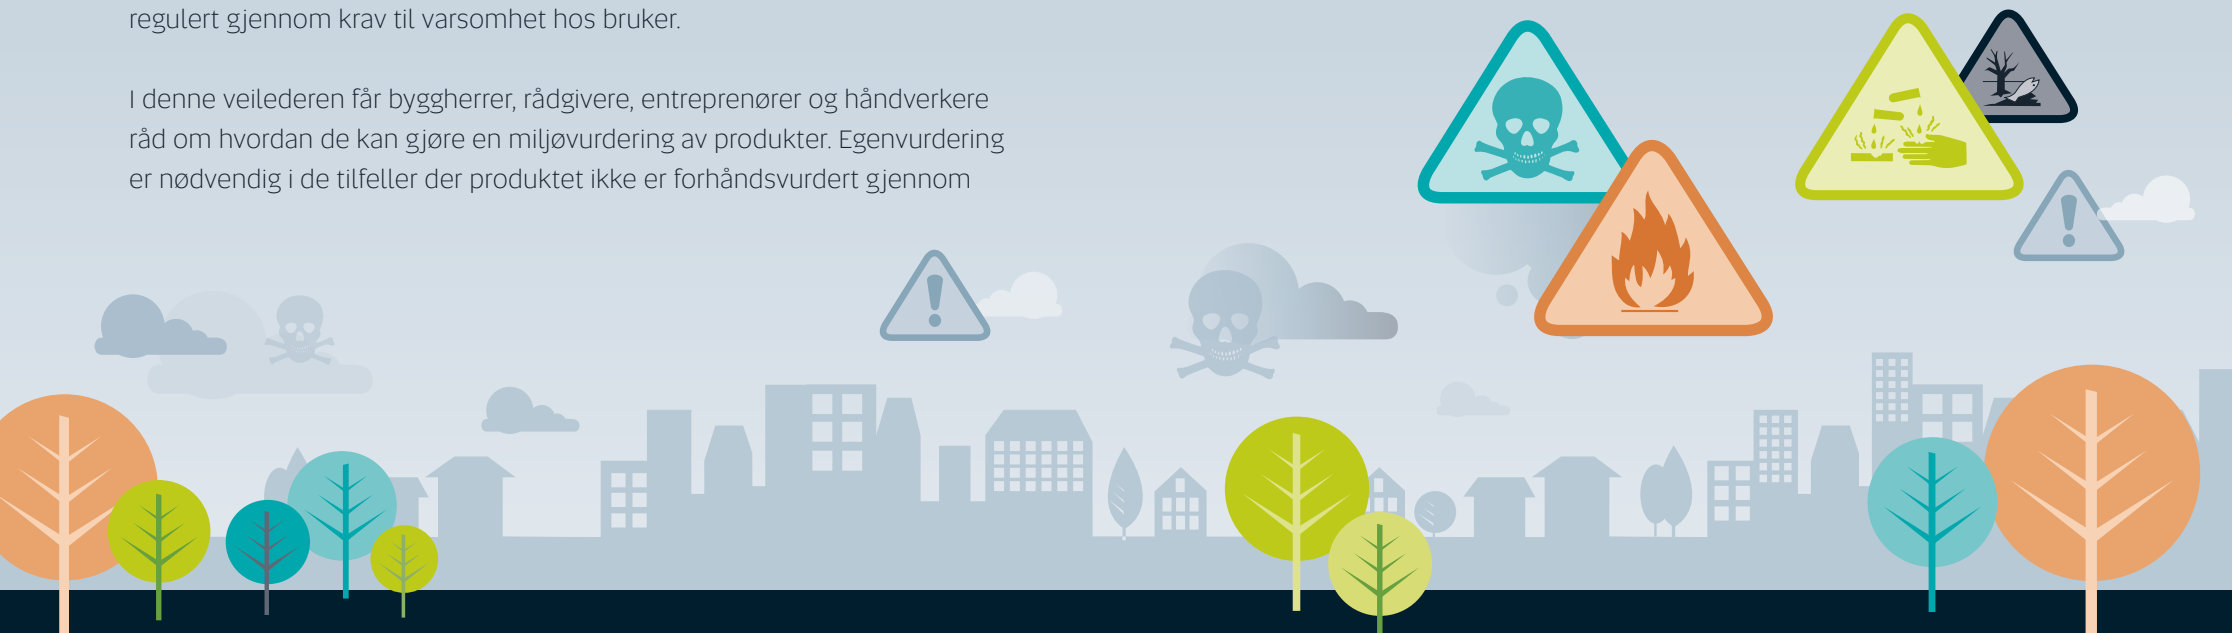 regulert gjennom krav til varsomhet hos bruker.
I denne veilederen får byggherrer, rådgivere, entreprenører og håndverkere
råd om hvordan de kan gjøre en miljøvurdering av produkter. Egenvurdering
er nødvendig i de tilfeller der produktet ikke er forhåndsvurdert gjennom